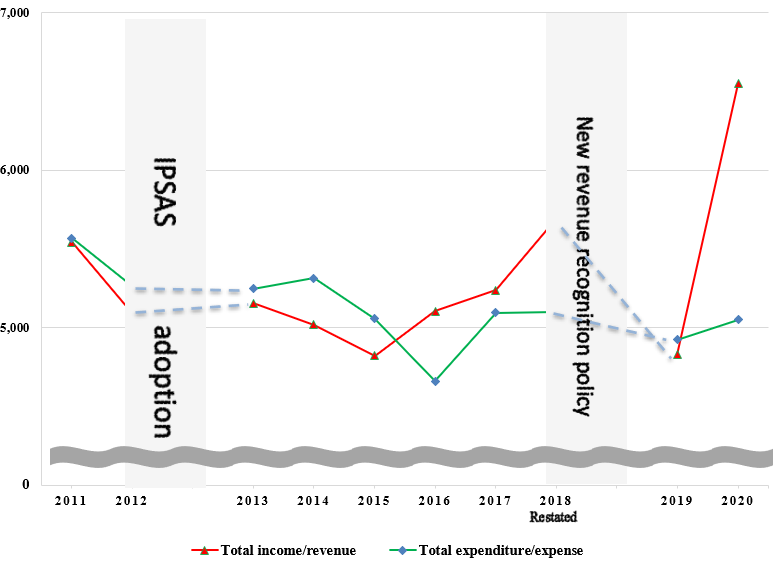 7,000
6,000
5,000
0
IPSAS adoption
New revenue recognition policy
2011 2012 2013 2014 2015 2016 2017 2018 2019 2020
Restated
Total income/revenue Total expenditure/expense